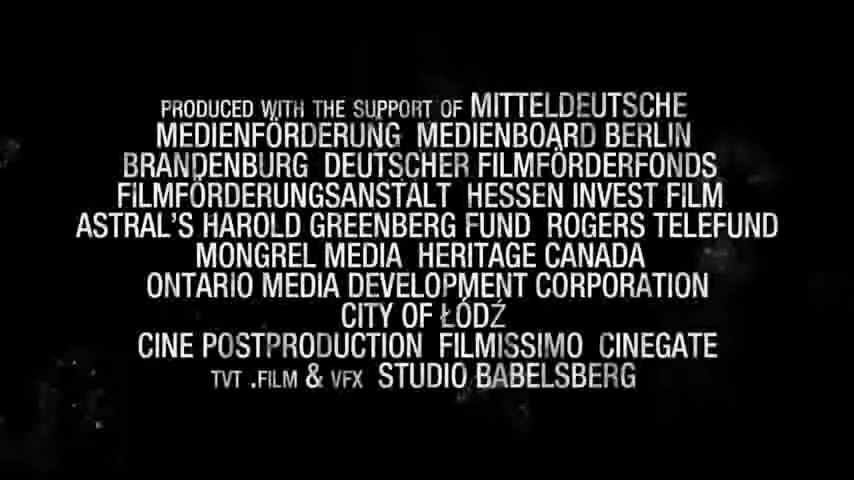 PRODUCED WITH THE SUPPORT OF MITTELDEUTSCHE
MEDIENFÖRDERUNG MEDIENBOARD BERLIN
BRANDENBURG DEUTSCHER FILMFÖRDERFONDS
FILMFÖRDERUNGSANSTALT HESSEN INVEST FILM
ASTRAL'S HAROLD GREENBERG FUND ROGERS TELEFUND
MONGREL MEDIA HERITAGE CANADA
ONTARIO MEDIA DEVELOPMENT CORPORATION
CITY OF ŁÓDŹ
CINE POSTPRODUCTION FILMISSIMO CINEGATE
TVT .FILM & VFX STUDIO BABELSBERG